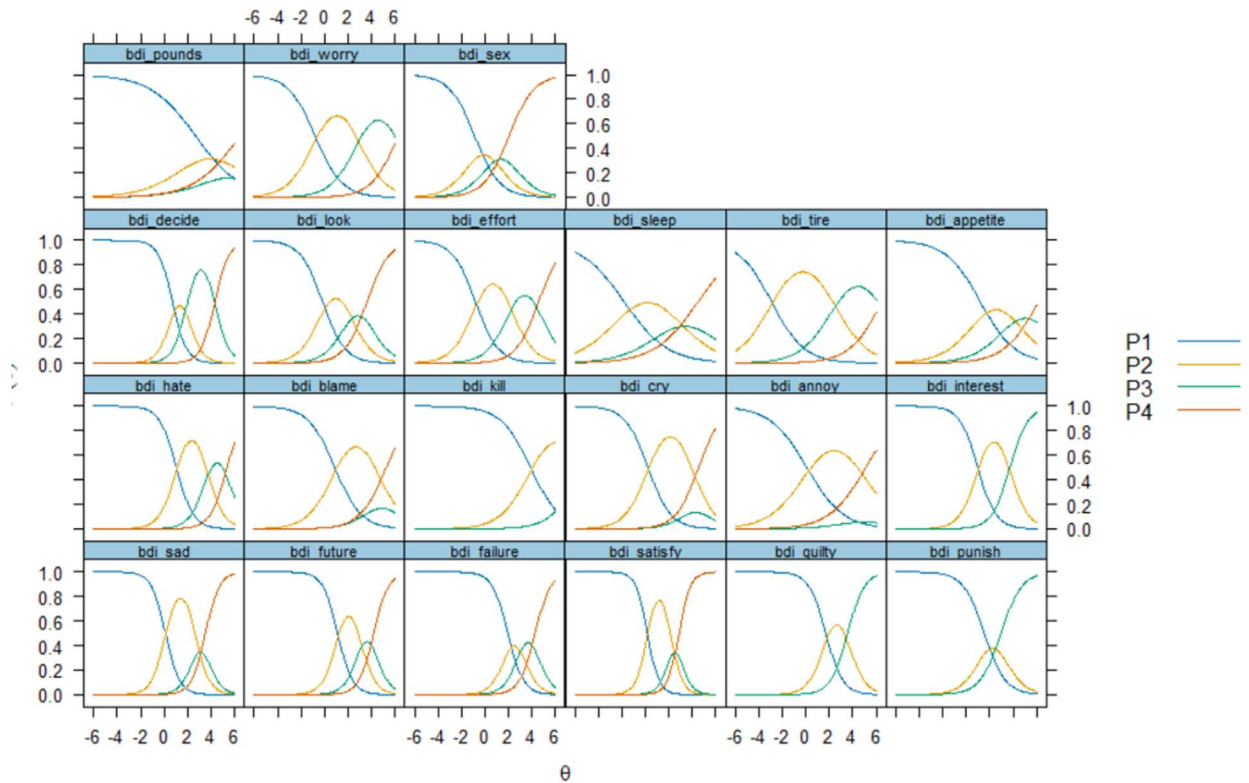 -6 -4 -2 0 2 4 6
bdi_pounds bdi_worry bdi_sex
1.0
0.8
0.6
0.4
0.2
0.0
bdi_decide bdi_look bdi_effort bdi_sleep bdi_tire bdi_appetite
1.0
0.8
0.6
0.4
0.2
0.0
bdi_hate bdi_blame bdi_kill bdi_cry bdi_annoy bdi_interest
1.0
0.8
0.6
0.4
0.2
0.0
bdi_sad bdi_future bdi_failure bdi_satisfy bdi_guilty bdi_punish
1.0
0.8
0.6
0.4
0.2
0.0
-6 -4 -2 0 2 4 6 -6 -4 -2 0 2 4 6 -6 -4 -2 0 2 4 6
θ
P1
P2
P3
P4